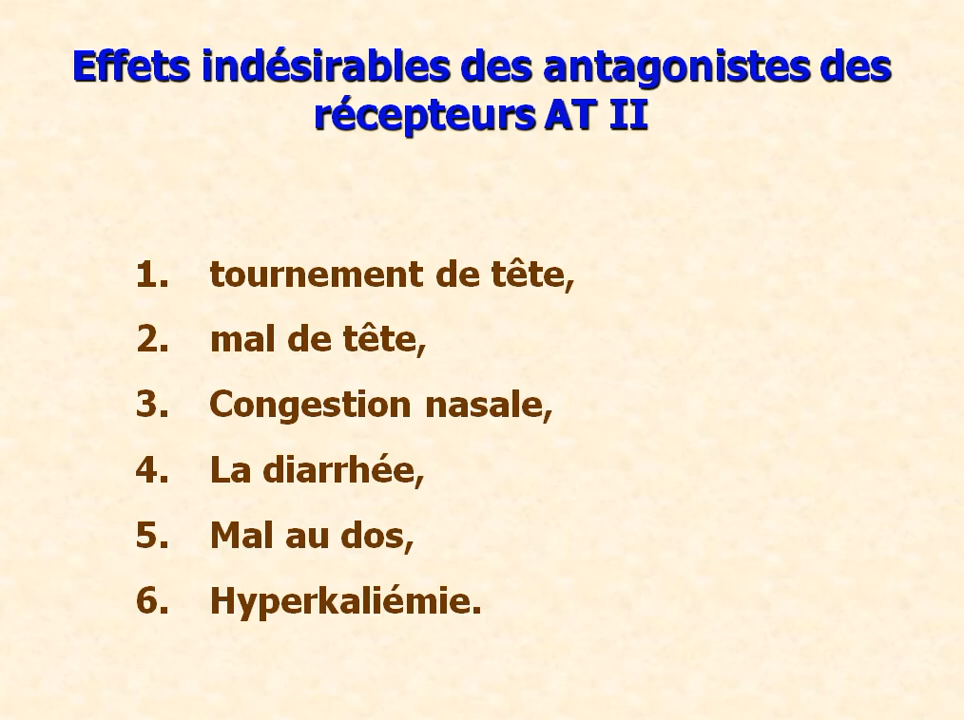 Effets indésirables des antagonistes des
récepteurs AT II
1. tournement de tête,
2. mal de tête,
3. Congestion nasale,
4. La diarrhée,
5. Mal au dos,
6. Hyperkaliémie.